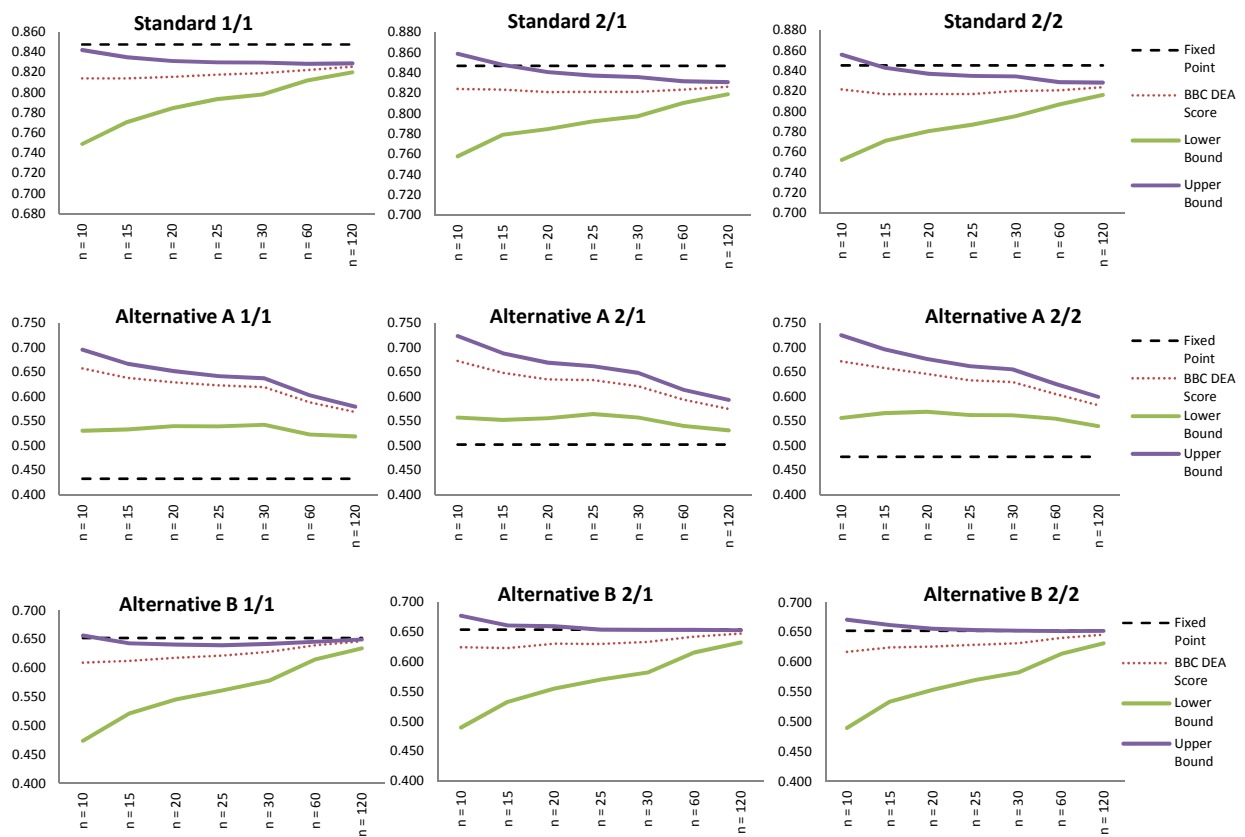 Standard 1/1
0.860
0.840
0.820
0.800
0.780
0.760
0.740
0.720
0.700
0.680
n = 10
n = 15
n = 20
n = 25
n = 30
n = 60
n = 120
Standard 2/1
0.880
0.860
0.840
0.820
0.800
0.780
0.760
0.740
0.720
0.700
n = 10
n = 15
n = 20
n = 25
n = 30
n = 60
n = 120
Standard 2/2
0.880
0.860
0.840
0.820
0.800
0.780
0.760
0.740
0.720
0.700
n = 10
n = 15
n = 20
n = 25
n = 30
n = 60
n = 120
Fixed
Point
BBC DEA
Score
Lower
Bound
Upper
Bound
Alternative A 1/1
0.750
0.700
0.650
0.600
0.550
0.500
0.450
0.400
n = 10
n = 15
n = 20
n = 25
n = 30
n = 60
n = 120
Alternative A 2/1
0.750
0.700
0.650
0.600
0.550
0.500
0.450
0.400
n = 10
n = 15
n = 20
n = 25
n = 30
n = 60
n = 120
Alternative A 2/2
0.750
0.700
0.650
0.600
0.550
0.500
0.450
0.400
n = 10
n = 15
n = 20
n = 25
n = 30
n = 60
n = 120
Fixed
Point
BBC DEA
Score
Lower
Bound
Upper
Bound
Alternative B 1/1
0.700
0.650
0.600
0.550
0.500
0.450
0.400
n = 10
n = 15
n = 20
n = 25
n = 30
n = 60
n = 120
Alternative B 2/1
0.700
0.650
0.600
0.550
0.500
0.450
0.400
n = 10
n = 15
n = 20
n = 25
n = 30
n = 60
n = 120
Alternative B 2/2
0.700
0.650
0.600
0.550
0.500
0.450
0.400
n = 10
n = 15
n = 20
n = 25
n = 30
n = 60
n = 120
Fixed
Point
BBC DEA
Score
Lower
Bound
Upper
Bound